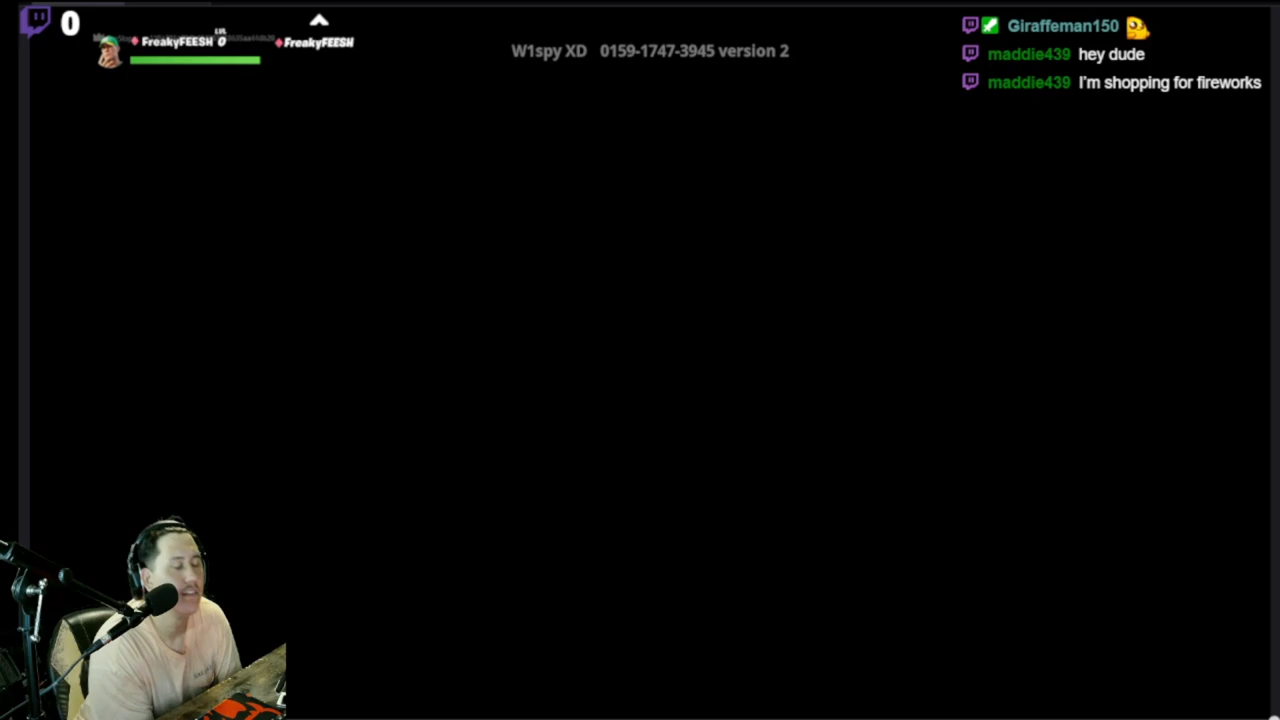 0
FreakyFEESH
LVL
0
FreakyFEESH
W1spy XD 0159-1747-3945 version 2
Giraffeman150
maddie439 hey dude
maddie439 I'm shopping for fireworks